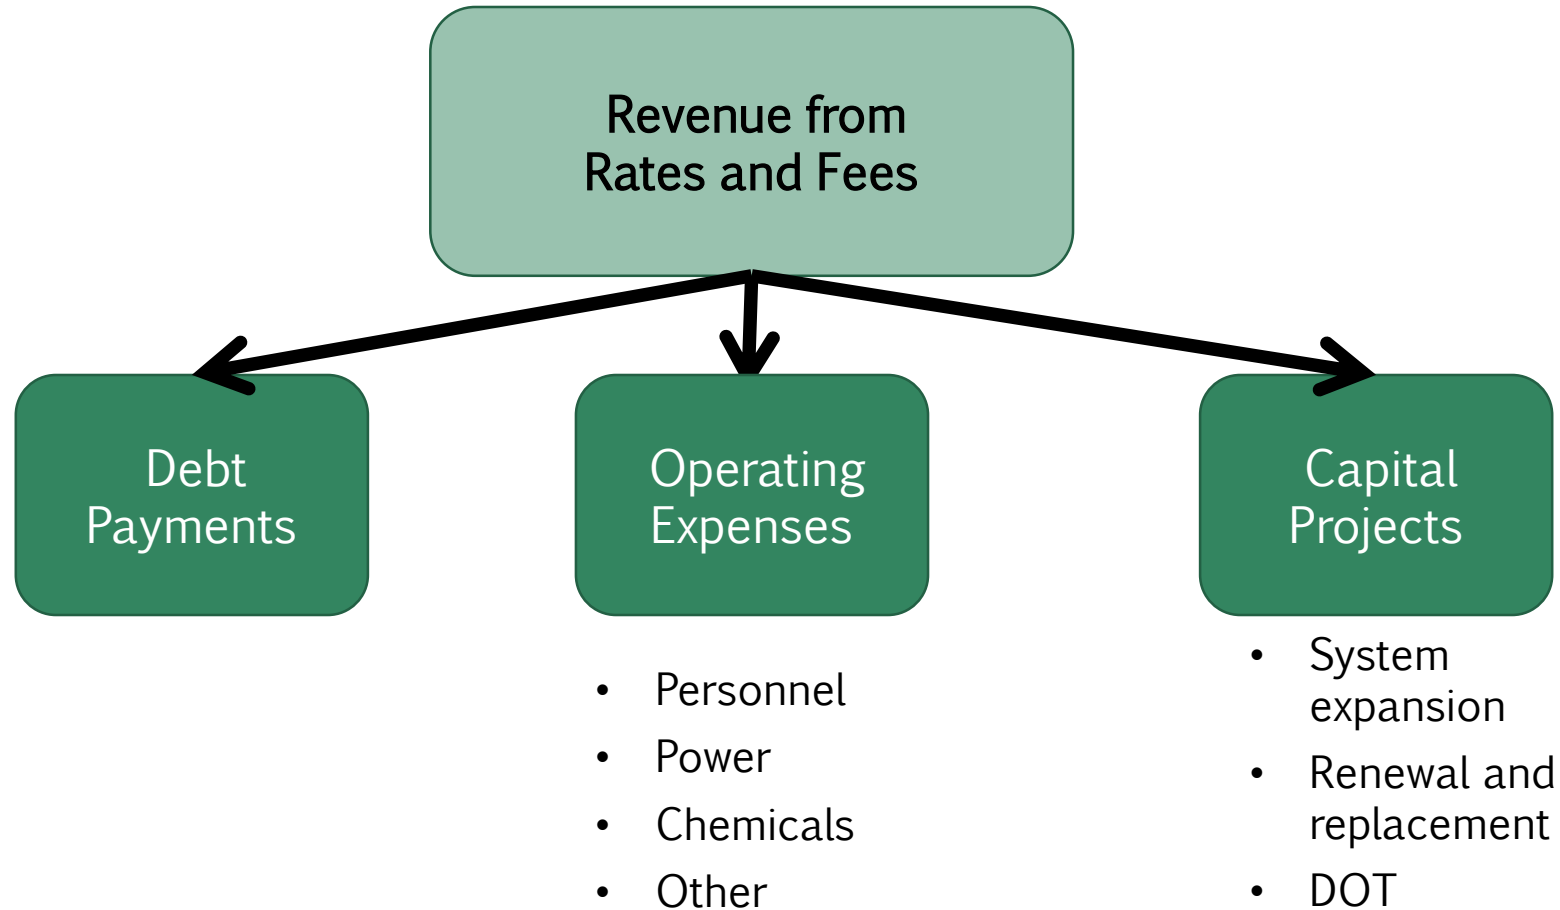 Revenue from
Rates and Fees
Debt
Payments
Operating
Expenses
• Personnel
• Power
• Chemicals
• Other
Capital
Projects
• System
expansion
• Renewal and
replacement
• DOT